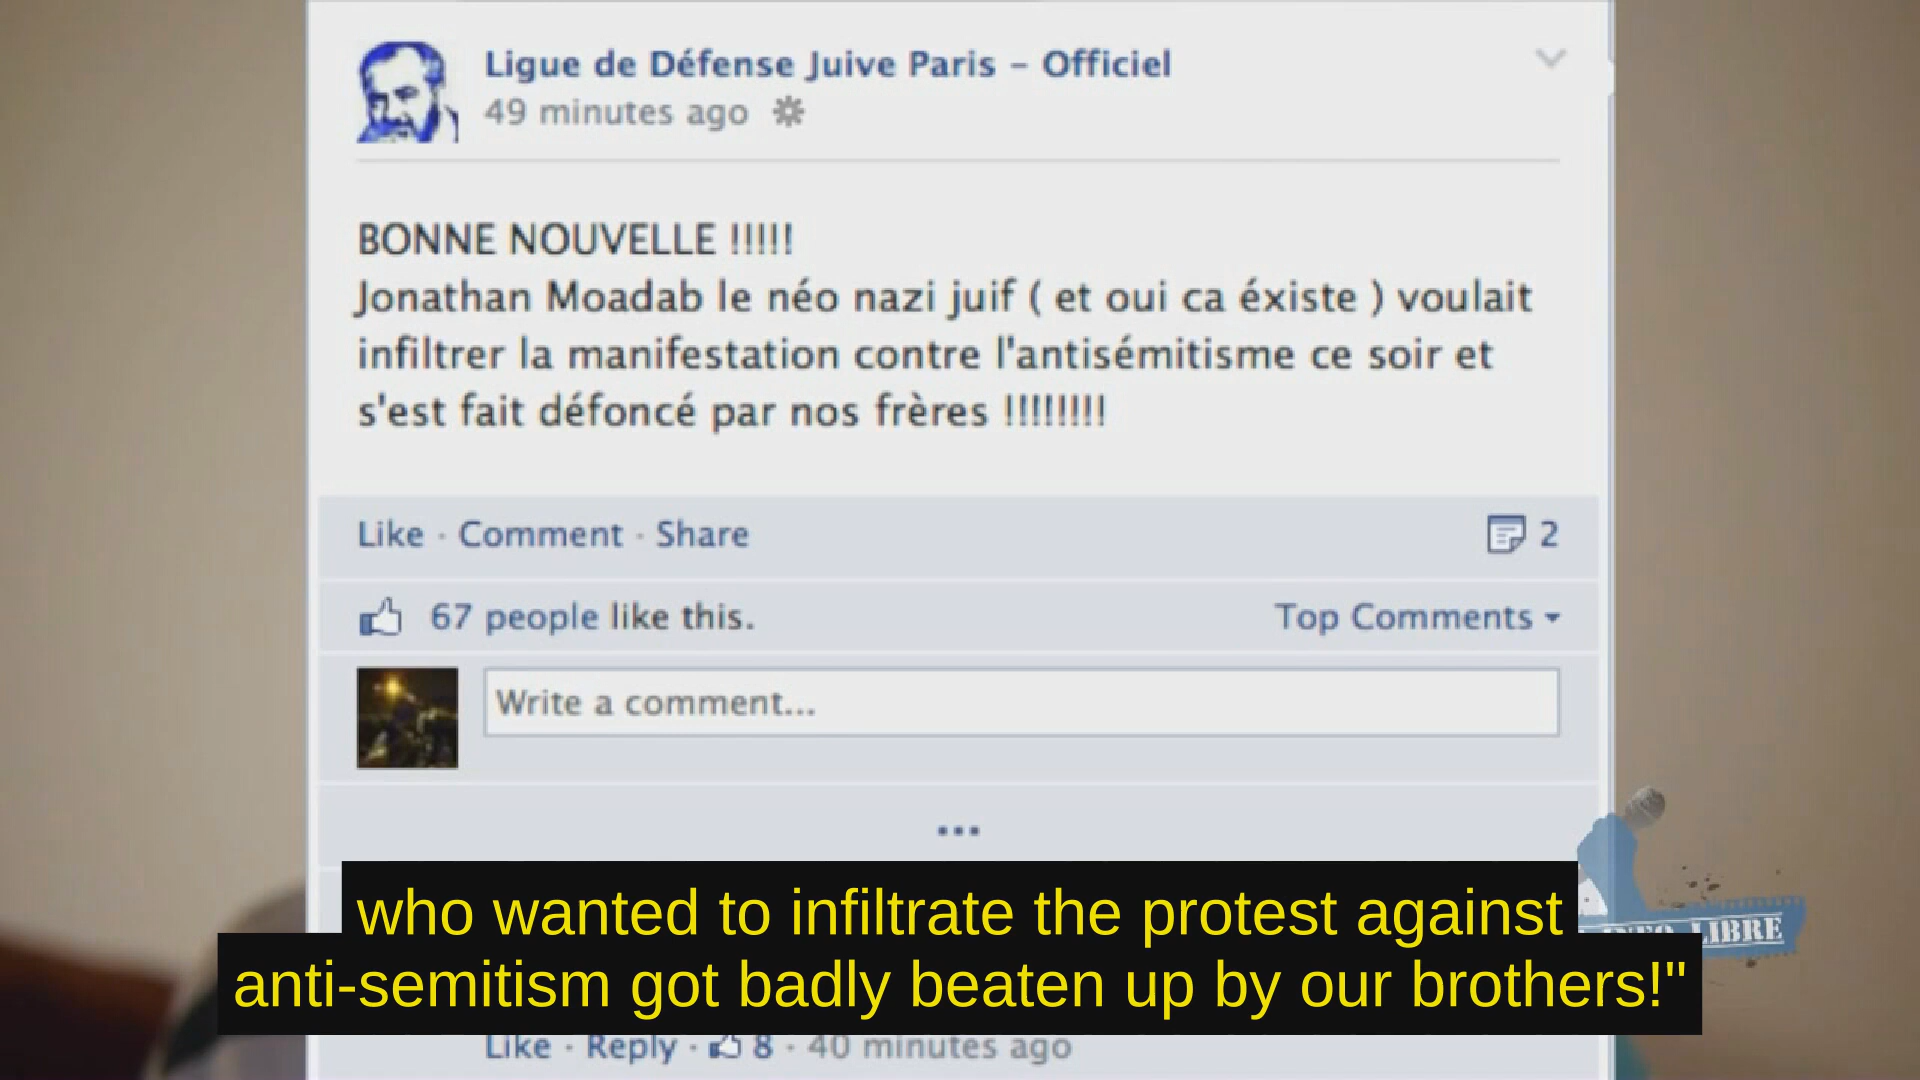 Ligue de Défense Juive Paris – Officiel
49 minutes ago
BONNE NOUVELLE !!!!!
Jonathan Moadab le néo nazi juif ( et oui ca éxiste ) voulait
infiltrer la manifestation contre l'antisémitisme ce soir et
s'est fait défoncé par nos frères !!!!!!!!
Like · Comment · Share
2
67 people like this.
Top Comments
Write a comment...
...
who wanted to infiltrate the protest against
LIBRE
anti-semitism got badly beaten up by our brothers!"
Like · Reply · 8 · 40 minutes ago